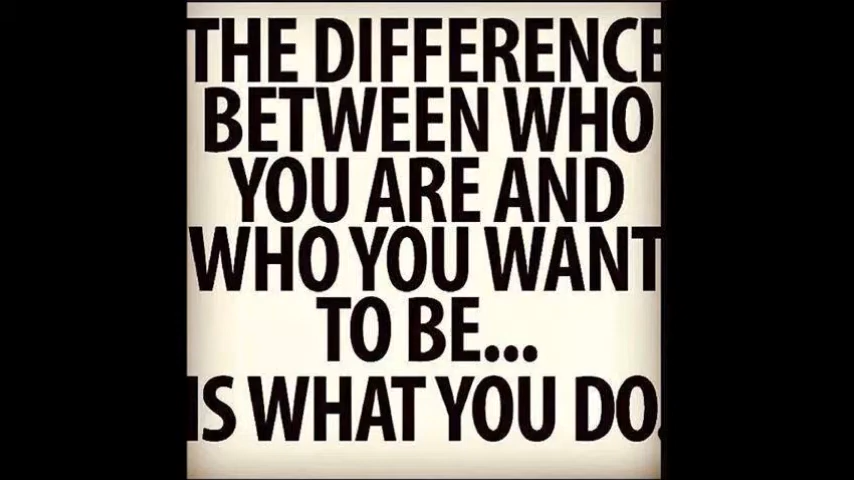 THE DIFFERENCE
BETWEEN WHO
YOU ARE AND
WHO YOU WANT
TO BE...
IS WHAT YOU DO.